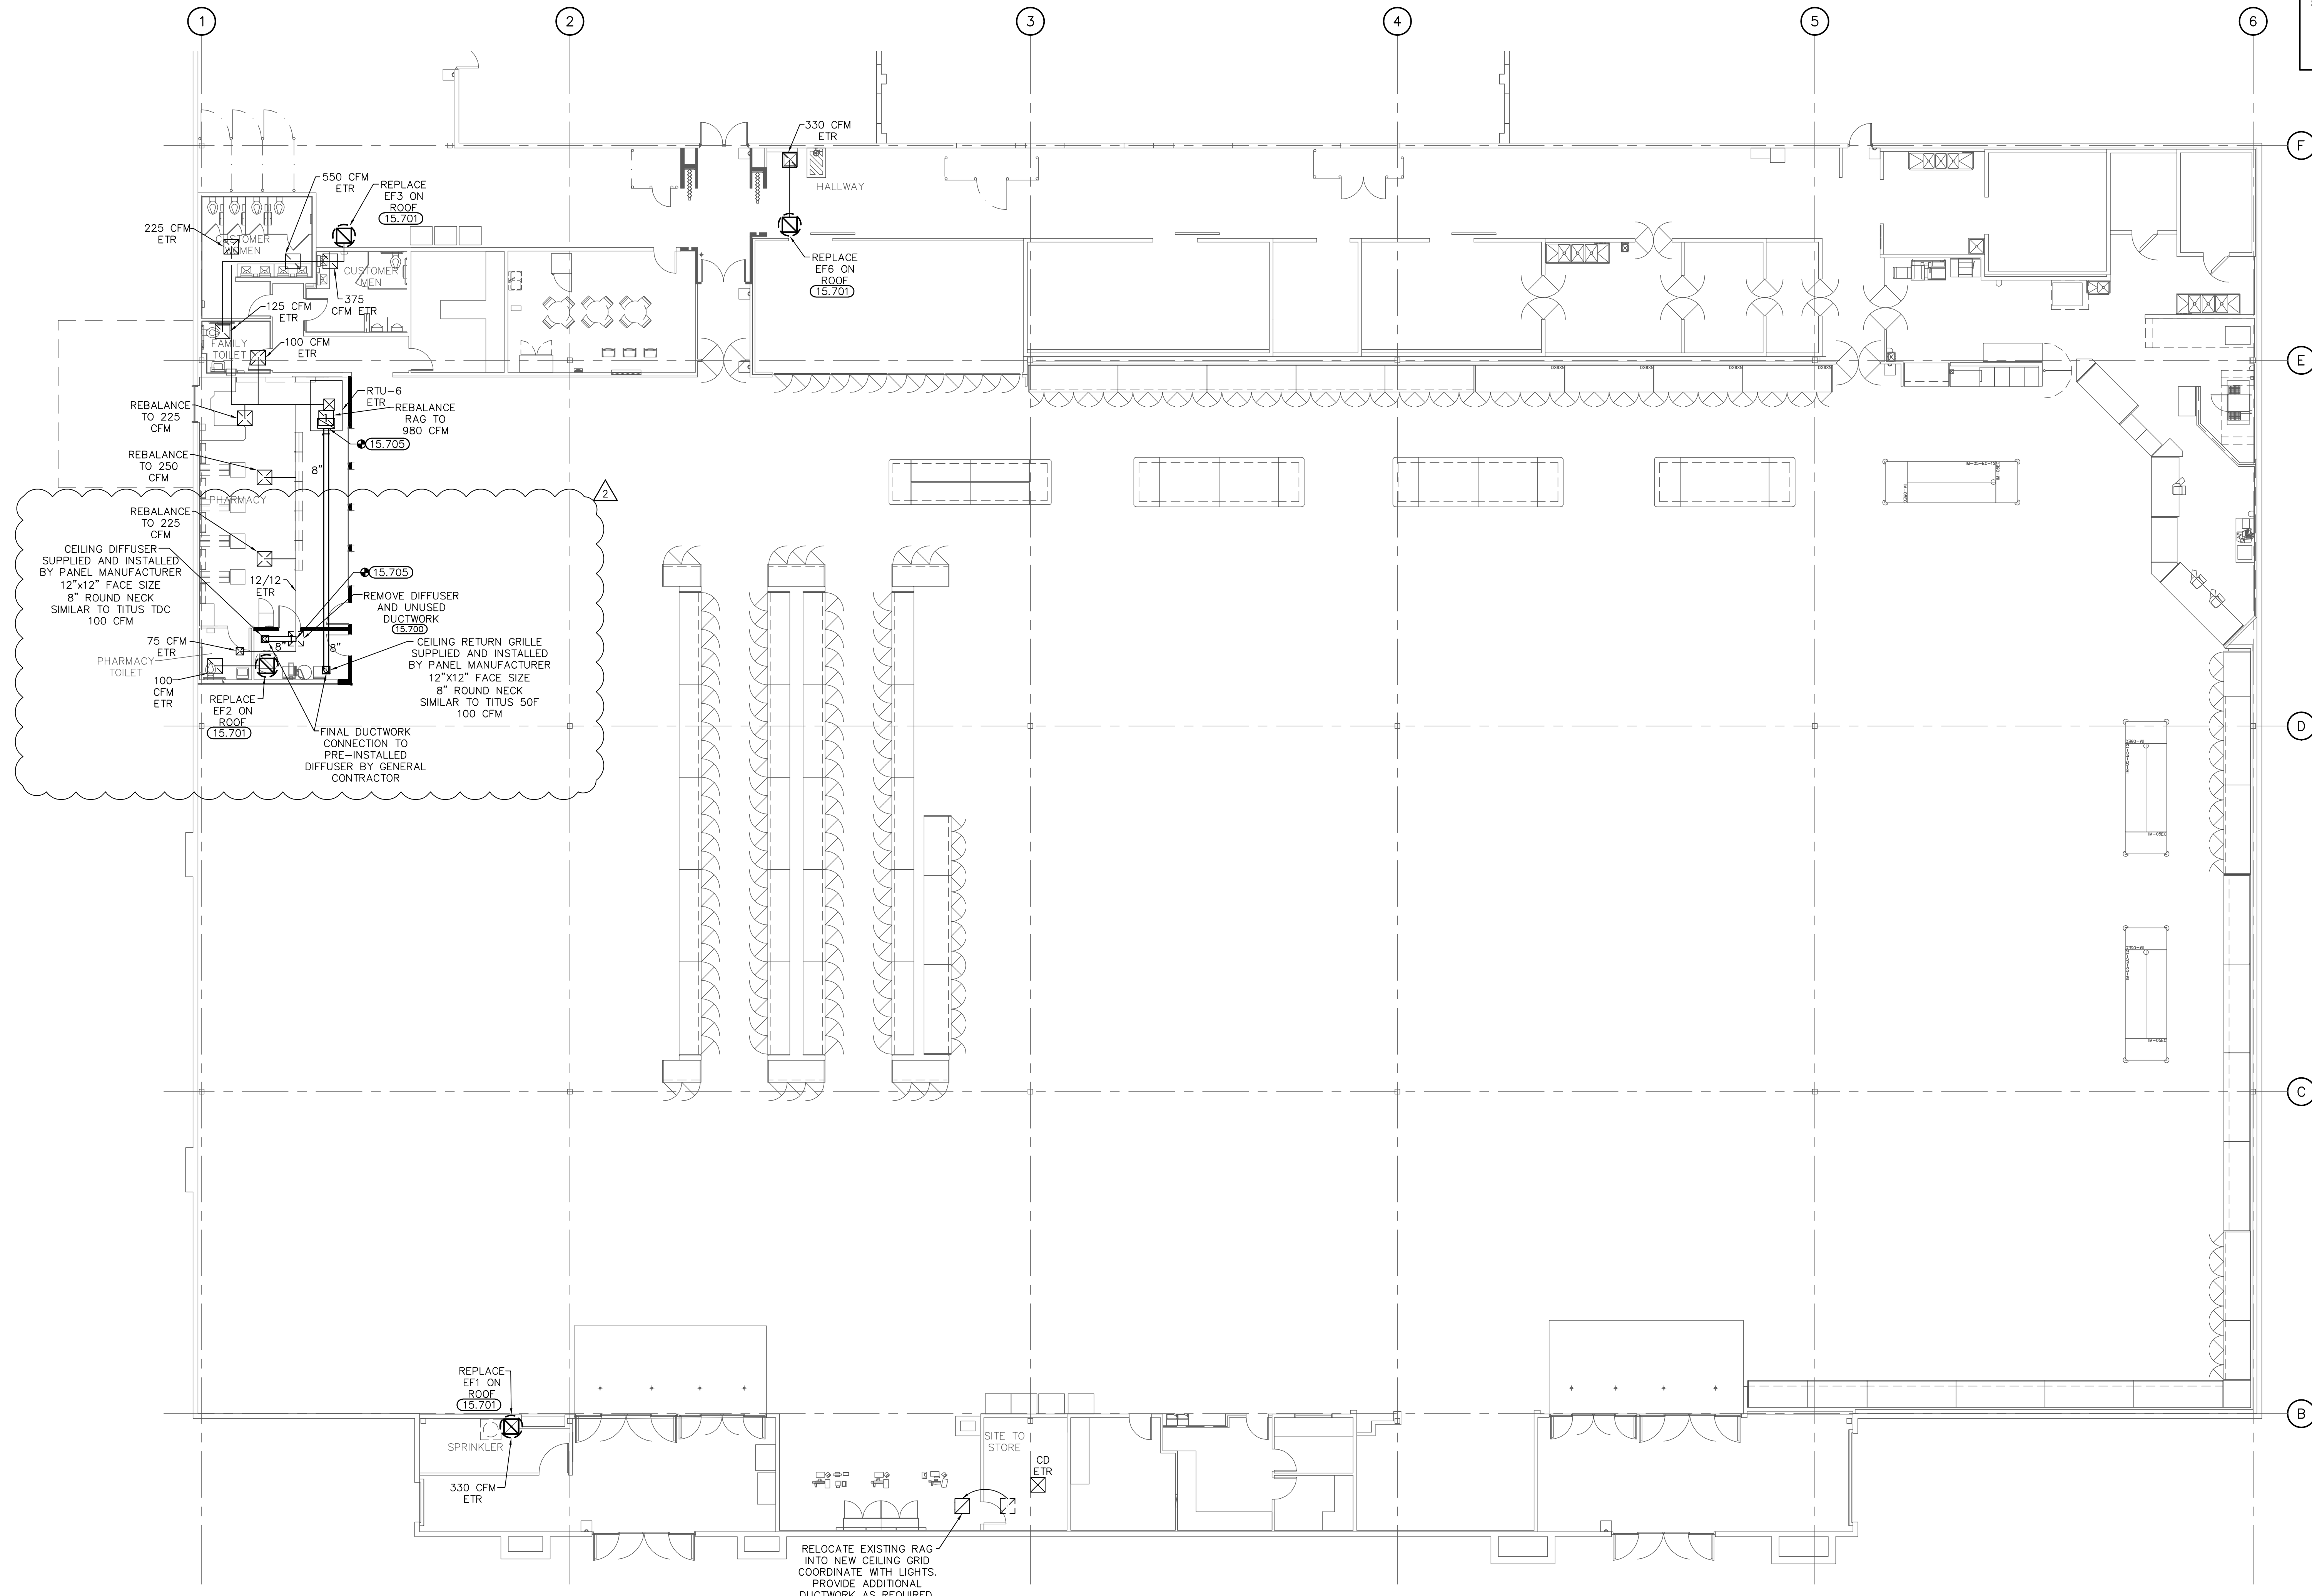 1
2
3
4
5
6
F
E
D
C
B
330 CFM
ETR
HALLWAY
550 CFM
ETR
REPLACE
EF3 ON
ROOF
15.701
225 CFM
ETR
CUSTOMER
CUSTOMER
MEN
REPLACE
EF6 ON
ROOF
15.701
375
CFM ETR
125 CFM
ETR
FAMILY
TOILET
100 CFM
ETR
RTU-6
ETR
REBALANCE
RAG TO
980 CFM
15.705
REBALANCE
TO 225
CFM
REBALANCE
TO 250
CFM
8"
2
PHARMACY
REBALANCE
TO 225
CFM
CEILING DIFFUSER
SUPPLIED AND INSTALLED
BY PANEL MANUFACTURER
12"x12" FACE SIZE
8" ROUND NECK
SIMILAR TO TITUS TDC
100 CFM
12/12
ETR
15.705
REMOVE DIFFUSER
AND UNUSED
DUCTWORK
15.700
75 CFM
ETR
8"
8"
CEILING RETURN GRILLE
SUPPLIED AND INSTALLED
BY PANEL MANUFACTURER
12"X12" FACE SIZE
8" ROUND NECK
SIMILAR TO TITUS 50F
100 CFM
PHARMACY
TOILET
100
CFM
ETR
REPLACE
EF2 ON
ROOF
15.701
FINAL DUCTWORK
CONNECTION TO
PRE-INSTALLED
DIFFUSER BY GENERAL
CONTRACTOR
REPLACE
EF1 ON
ROOF
15.701
SPRINKLER
330 CFM
ETR
SITE TO
STORE
CD
ETR
RELOCATE EXISTING RAG
INTO NEW CEILING GRID
COORDINATE WITH LIGHTS.
PROVIDE ADDITIONAL
DUCTWORK AS REQUIRED.